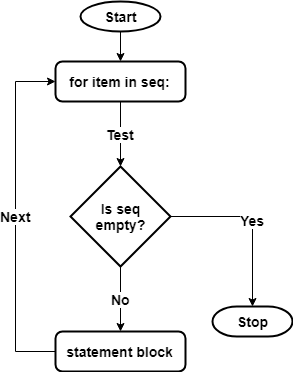 Start
for item in seq:
Test
Is seq
empty?
Next
Yes
No
Stop
statement block